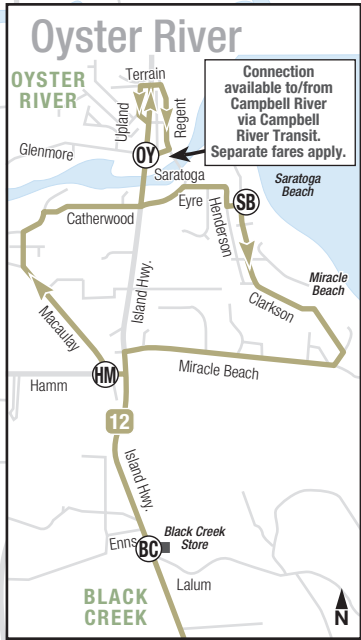 Oyster River
OYSTER
RIVER
Terrain
Upland
Regent
Connection
available to/from
Campbell River
via Campbell
River Transit.
Separate fares apply.
Glenmore
OY
Saratoga
Saratoga
Beach
Eyre
SB
Henderson
Catherwood
Island Hwy.
Miracle
Beach
Clarkson
Macaulay
Miracle Beach
HM
Hamm
12
Island Hwy.
Black Creek
Store
Enns
BC
Lalum
BLACK
CREEK
N